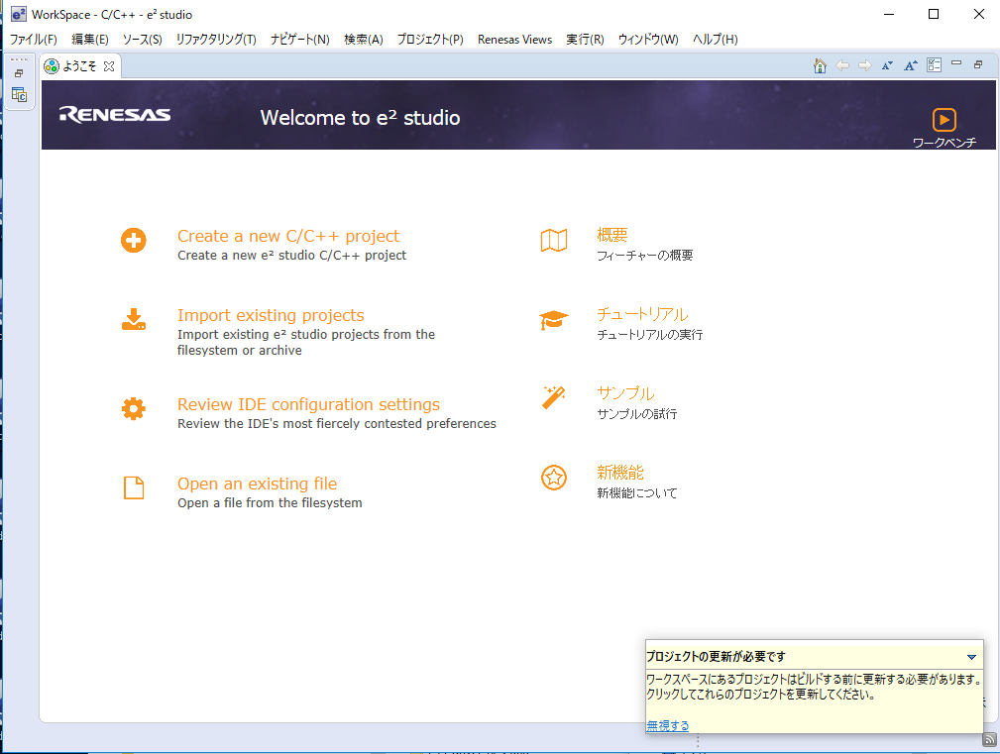 WorkSpace - C/C++ - e² studio
ファイル(F) 編集(E) ソース(S) リファクタリング(T) ナビゲート(N) 検索(A) プロジェクト(P) Renesas Views 実行(R) ウィンドウ(W) ヘルプ(H)
ようこそ
RENESAS
Welcome to e² studio
ワークベンチ
Create a new C/C++ project
Create a new e² studio C/C++ project
Import existing projects
Import existing e² studio projects from the
filesystem or archive
Review IDE configuration settings
Review the IDE's most fiercely contested preferences
Open an existing file
Open a file from the filesystem
概要
フィーチャーの概要
チュートリアル
チュートリアルの実行
サンプル
サンプルの試行
新機能
新機能について
プロジェクトの更新が必要です
ワークスペースにあるプロジェクトはビルドする前に更新する必要があります。
クリックしてこれらのプロジェクトを更新してください。
無視する